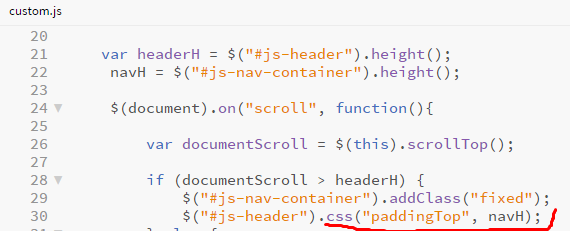 custom.js
20
21 var headerH = $("#js-header").height();
22 navH = $("#js-nav-container").height();
23
24 $(document).on("scroll", function(){
25
26 var documentScroll = $(this).scrollTop();
27
28 if (documentScroll > headerH) {
29 $("#js-nav-container").addClass("fixed");
30 $("#js-header").css("paddingTop", navH);
31 } else {